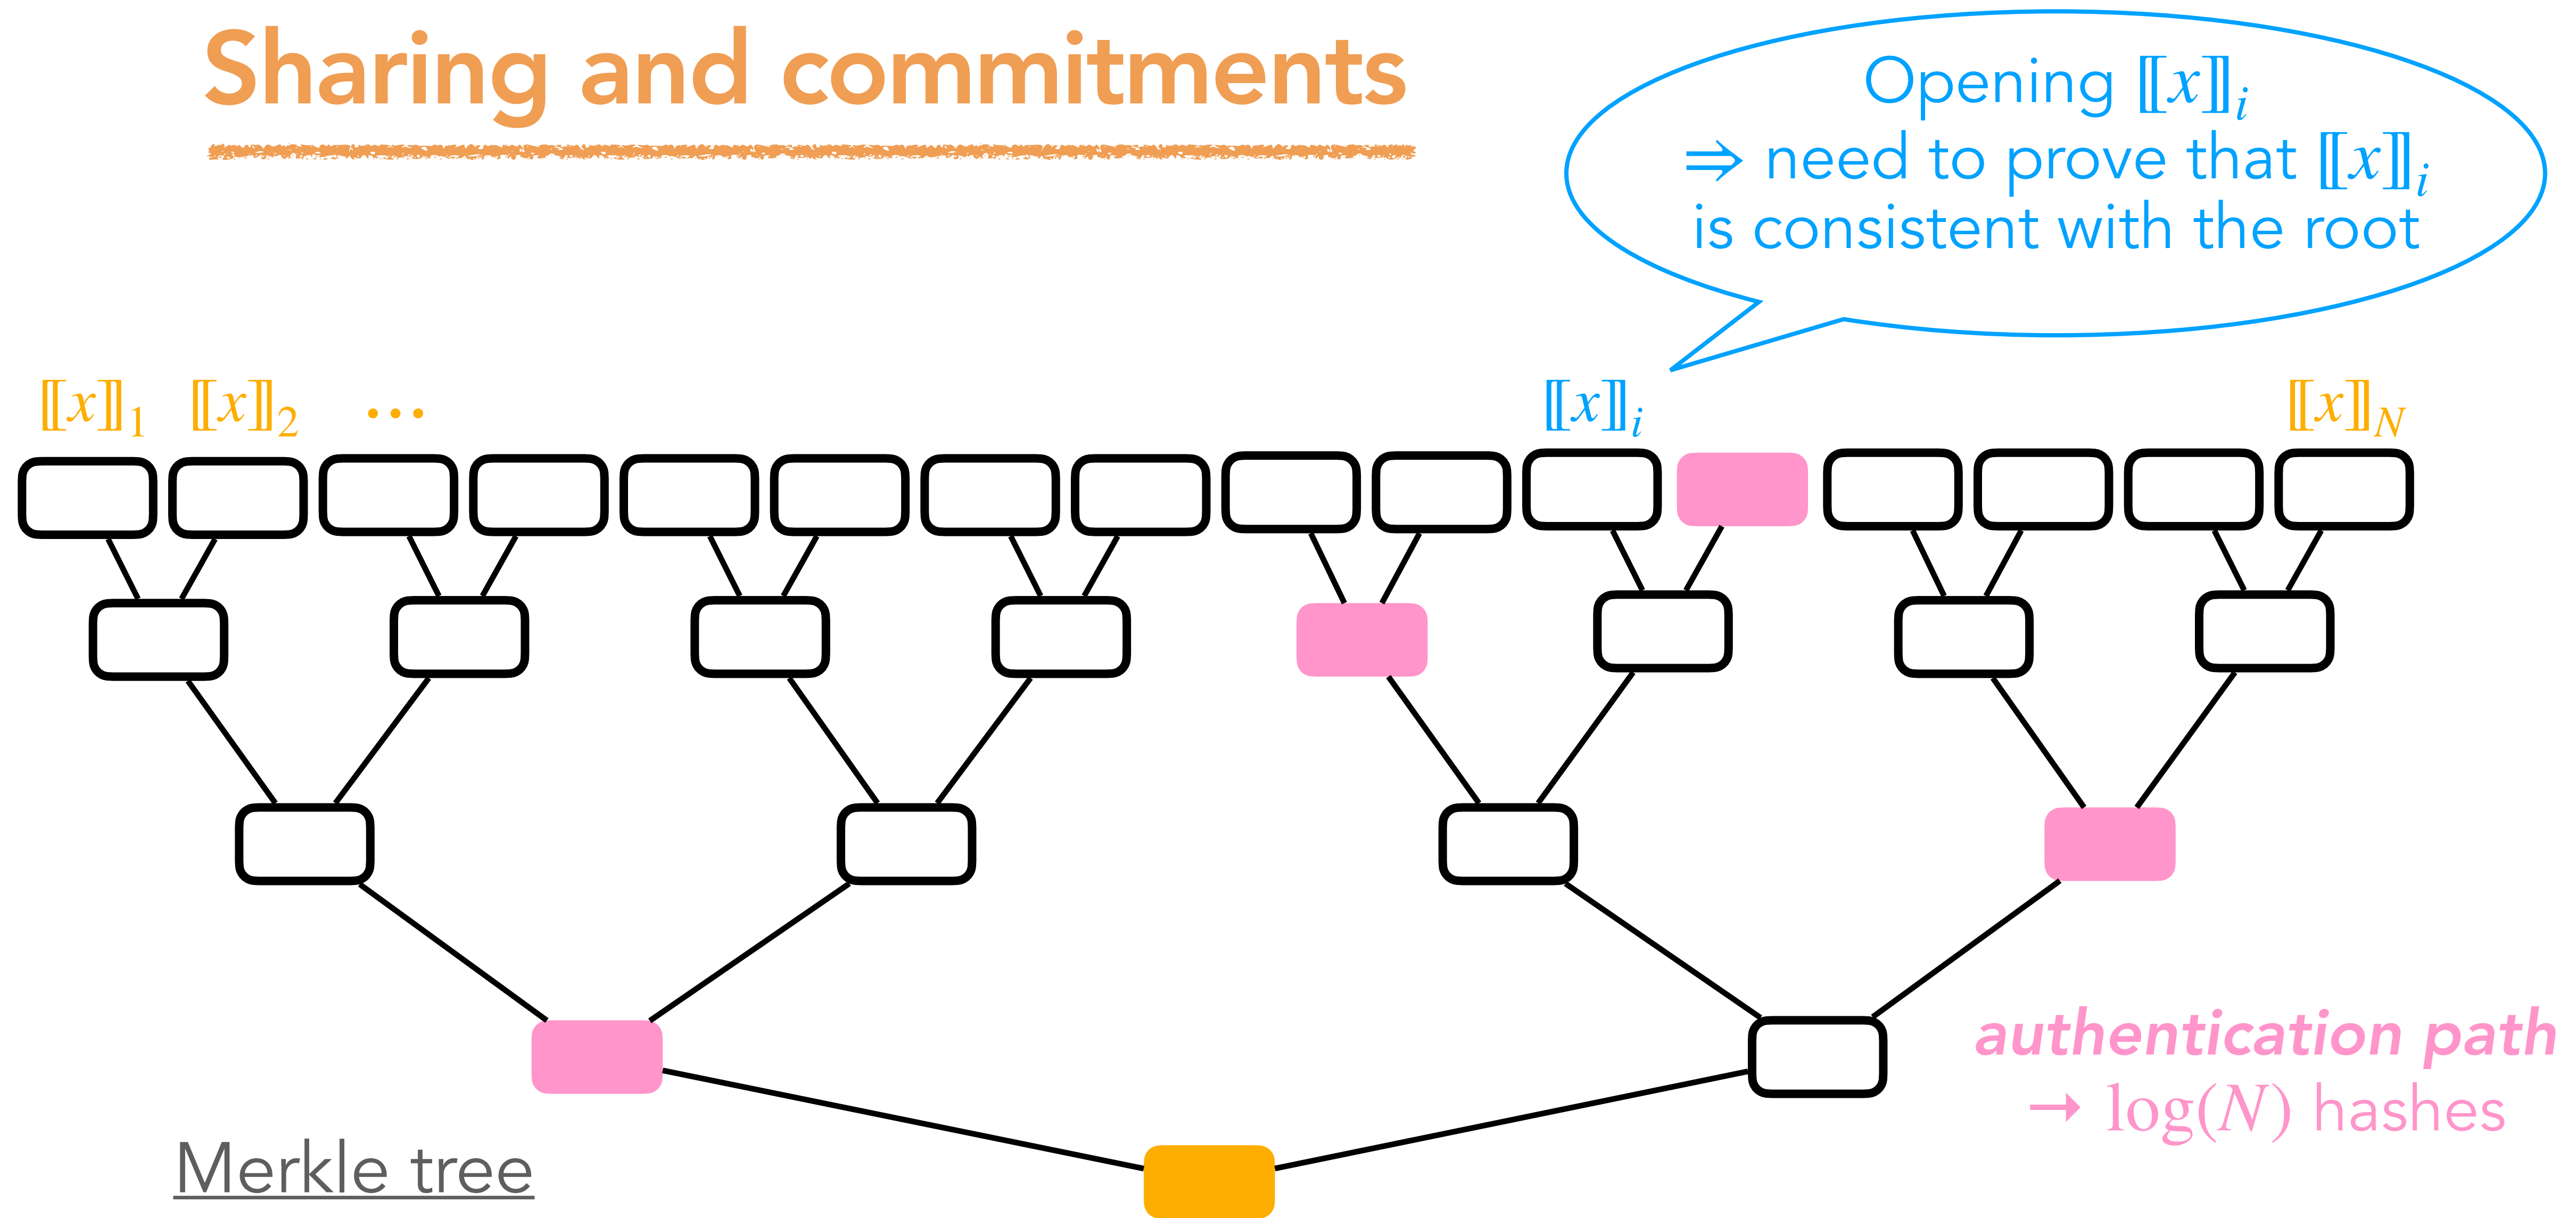 Sharing and commitments
Opening ⟦x⟧ᵢ
⇒ need to prove that ⟦x⟧ᵢ
is consistent with the root
⟦x⟧₁ ⟦x⟧₂ … ⟦x⟧ᵢ ⟦x⟧_N
authentication path
→ log(N) hashes
Merkle tree